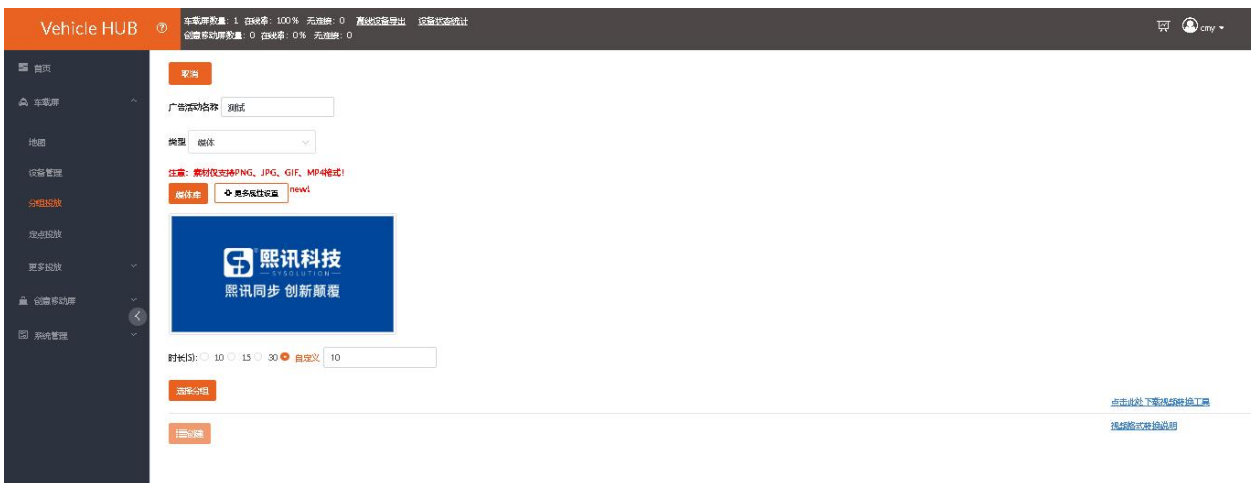 Vehicle HUB
车载屏数量: 1 在线率: 100% 无连接: 0 离线设备导出 设备状态统计
创意移动屏数量: 0 在线率: 0% 无连接: 0
cmy
首页
车载屏
地图
设备管理
分组投放
定点投放
更多投放
创意移动屏
系统管理
取消
广告活动名称 测试
类型 媒体
注意: 素材仅支持PNG、JPG、GIF、MP4格式!
媒体库 更多属性设置 new!
熙讯科技
SYSOLUTION
熙讯同步 创新颠覆
时长(S): 10 15 30 自定义 10
选择分组
点击此处下载视频转换工具
创建
视频格式转换说明